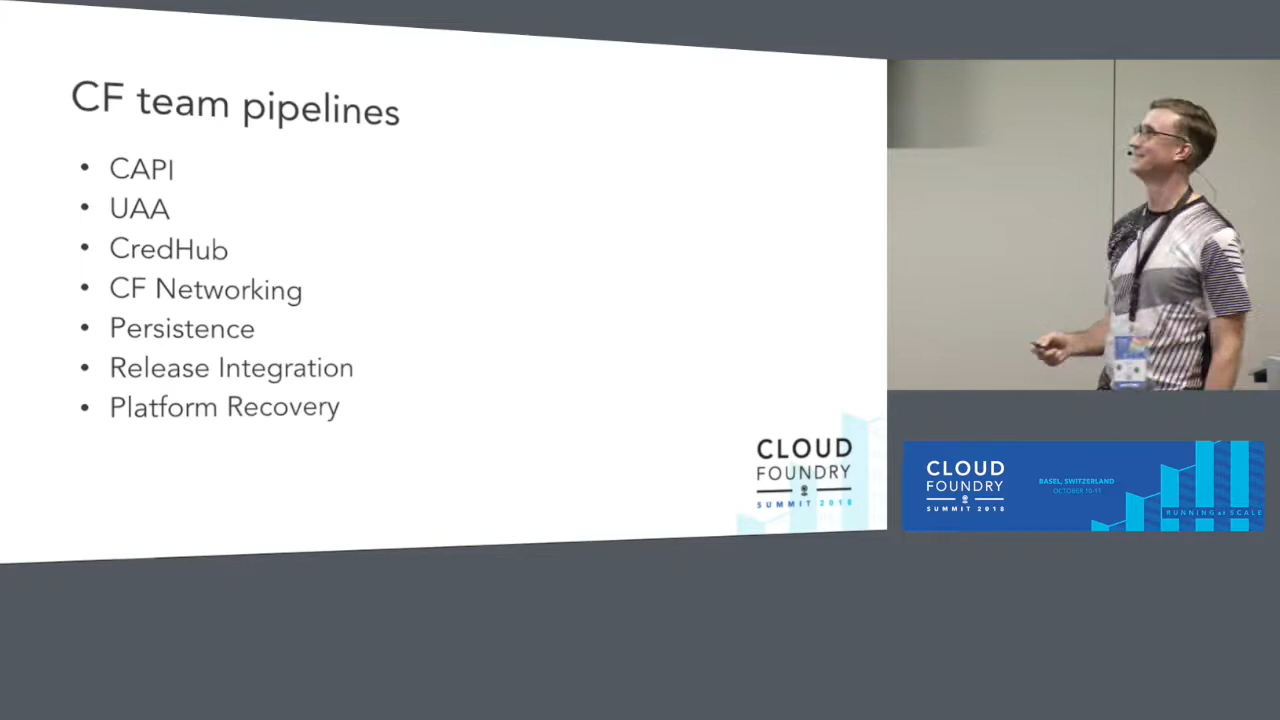 CF team pipelines
• CAPI
• UAA
• CredHub
• CF Networking
• Persistence
• Release Integration
• Platform Recovery
CLOUD
FOUNDRY
SUMMIT 2018
CLOUD
FOUNDRY
SUMMIT 2018
BASEL, SWITZERLAND
OCTOBER 10-11
RUNNING AT SCALE